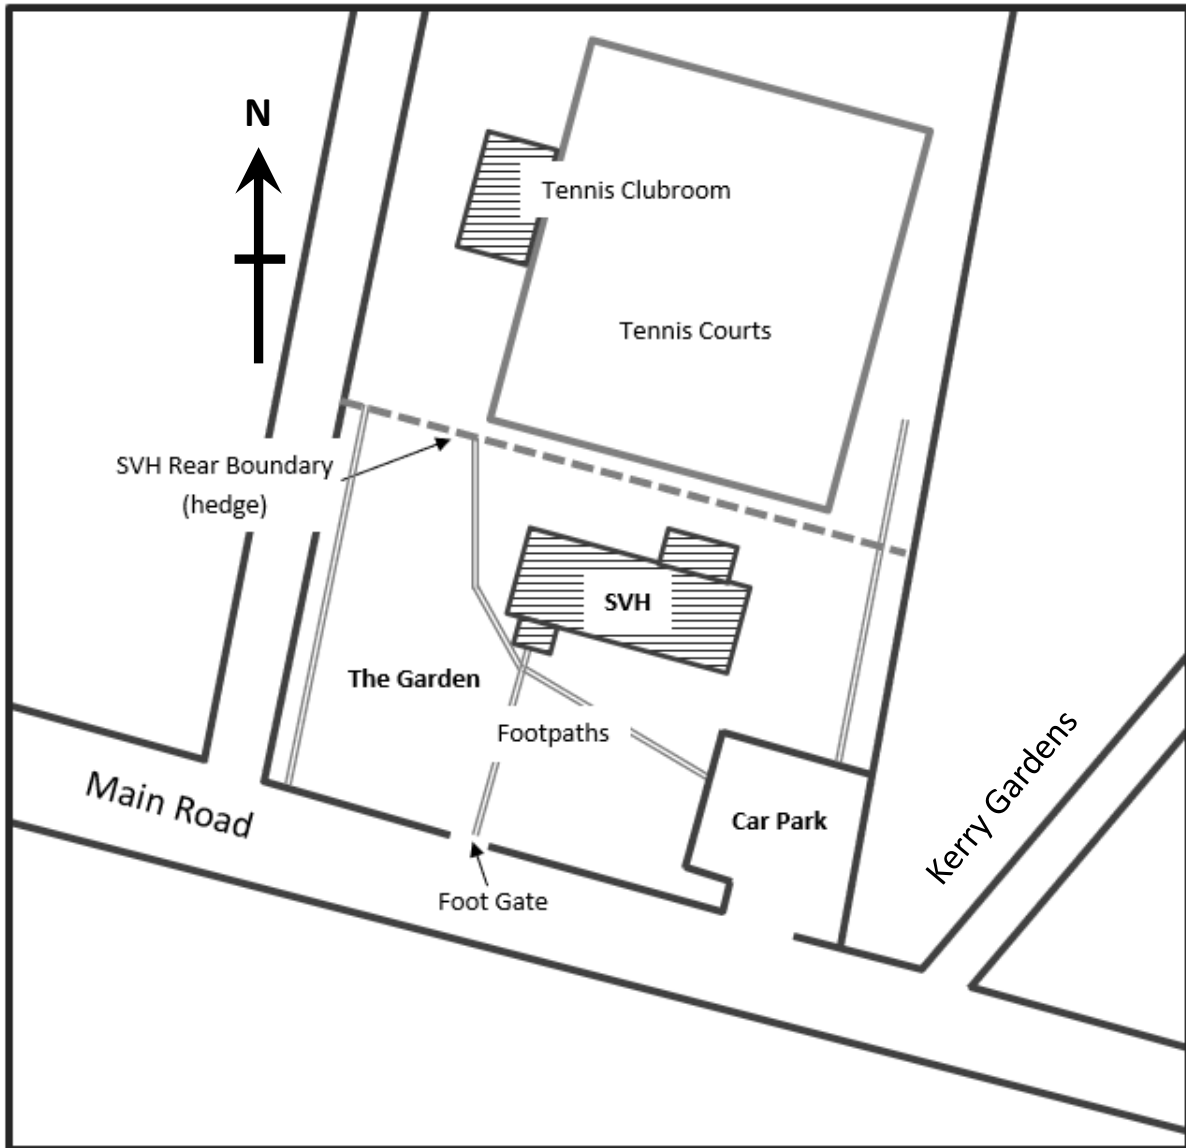 N
Tennis Clubroom
Tennis Courts
SVH Rear Boundary
(hedge)
SVH
The Garden
Footpaths
Main Road
Car Park
Kerry Gardens
Foot Gate